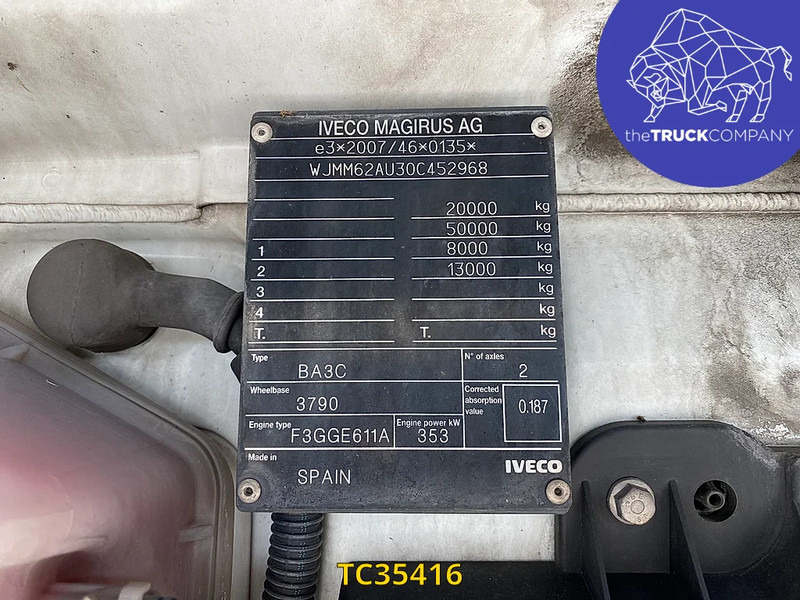 theTRUCKCOMPANY
IVECO MAGIRUS AG
e3*2007/46*0135*
WJMM62AU30C452968
20000 kg
50000 kg
1 8000 kg
2 13000 kg
3 kg
4 kg
T. T. kg
Type BA3C N° of axles 2
Wheelbase 3790 Corrected absorption value 0.187
Engine type F3GGE611A Engine power kW 353
Made in SPAIN IVECO
TC35416